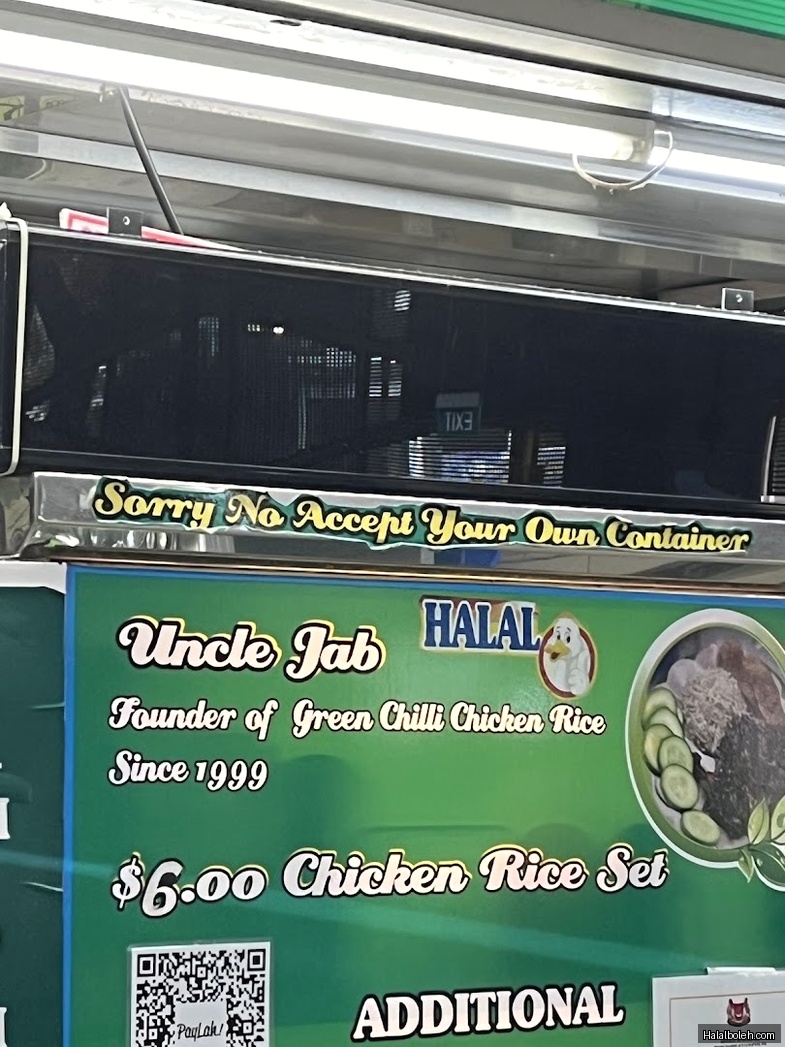 EXIT
Sorry No Accept Your Own Container
HALAL
Uncle Jab
Founder of Green Chilli Chicken Rice
Since 1999
$6.00 Chicken Rice Set
PayLah!
ADDITIONAL
Halalboleh.com